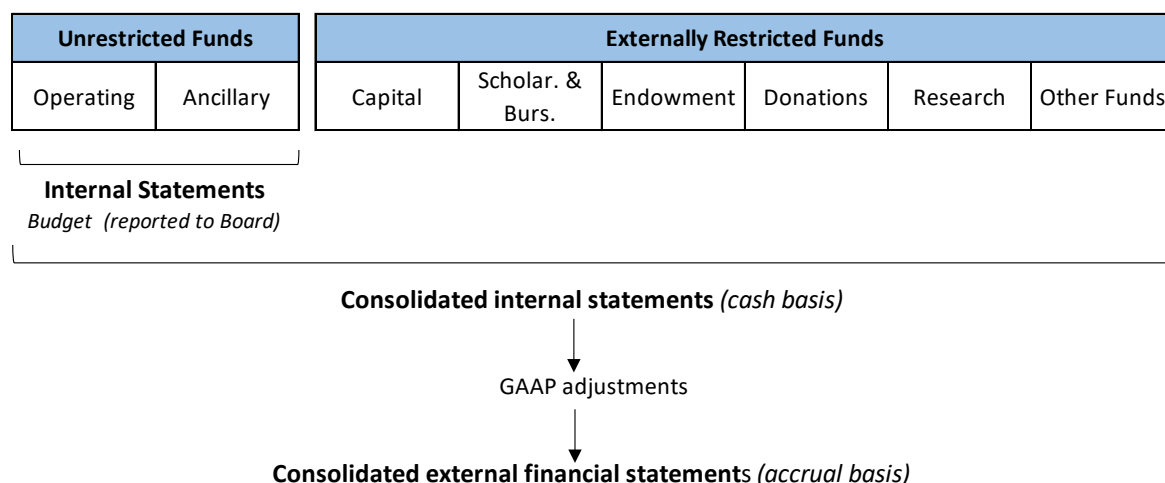 Unrestricted Funds
Externally Restricted Funds
Operating
Ancillary
Capital
Scholar. &
Burs.
Endowment
Donations
Research
Other Funds
Internal Statements
Budget (reported to Board)
Consolidated internal statements (cash basis)
GAAP adjustments
Consolidated external financial statements (accrual basis)